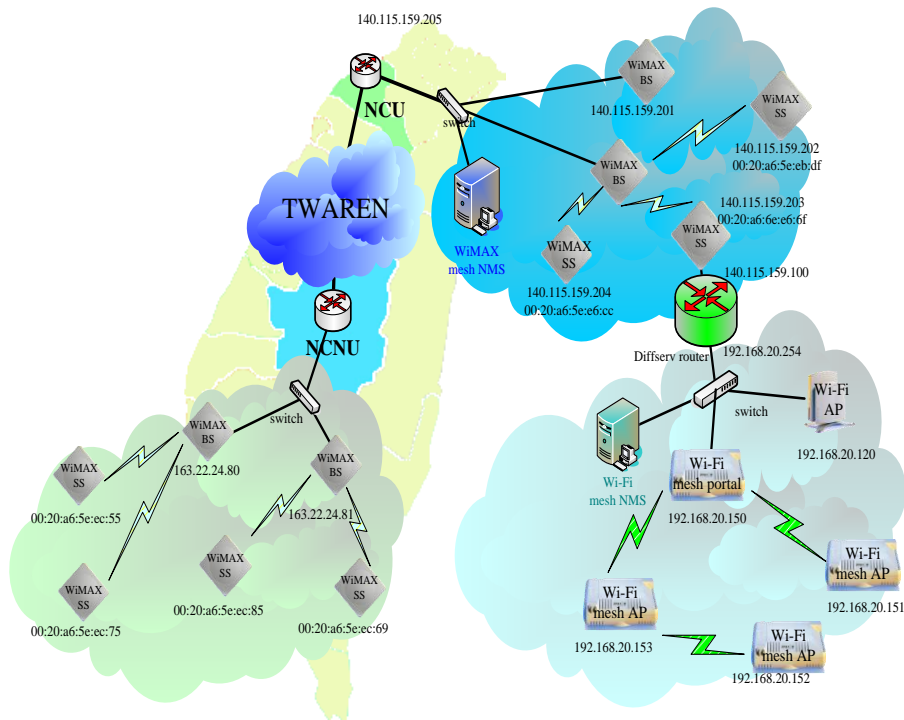 140.115.159.205
NCU
switch
WiMAX
BS
140.115.159.201
WiMAX
SS
140.115.159.202
00:20:a6:5e:eb:df
WiMAX
BS
140.115.159.203
00:20:a6:6e:e6:6f
WiMAX
SS
140.115.159.100
WiMAX
SS
140.115.159.204
00:20:a6:5e:e6:cc
WiMAX
mesh NMS
TWAREN
NCNU
switch
WiMAX
BS
163.22.24.80
WiMAX
BS
163.22.24.81
WiMAX
SS
00:20:a6:5e:ec:55
WiMAX
SS
00:20:a6:5e:ec:75
WiMAX
SS
00:20:a6:5e:ec:85
WiMAX
SS
00:20:a6:5e:ec:69
Diffserv router
192.168.20.254
switch
Wi-Fi
AP
192.168.20.120
Wi-Fi
mesh NMS
Wi-Fi
mesh portal
192.168.20.150
Wi-Fi
mesh AP
192.168.20.151
Wi-Fi
mesh AP
192.168.20.153
Wi-Fi
mesh AP
192.168.20.152